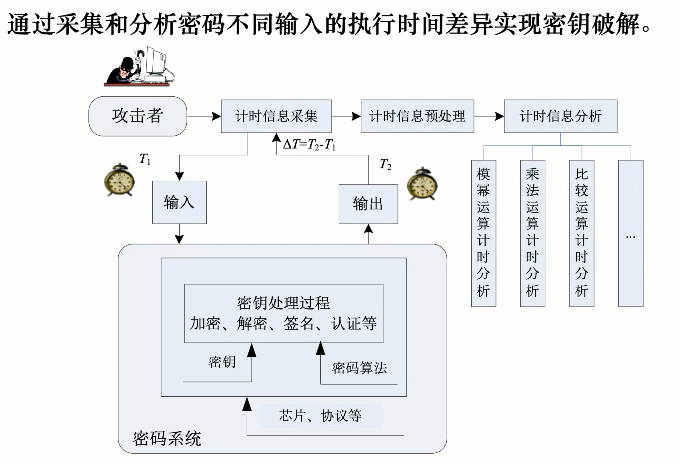 通过采集和分析密码不同输入的执行时间差异实现密钥破解。
攻击者
计时信息采集
计时信息预处理
计时信息分析
T1
ΔT=T2-T1
T2
输入
输出
模幂运算计时分析
乘法运算计时分析
比较运算计时分析
...
密钥处理过程
加密、解密、签名、认证等
密钥
密码算法
芯片、协议等
密码系统